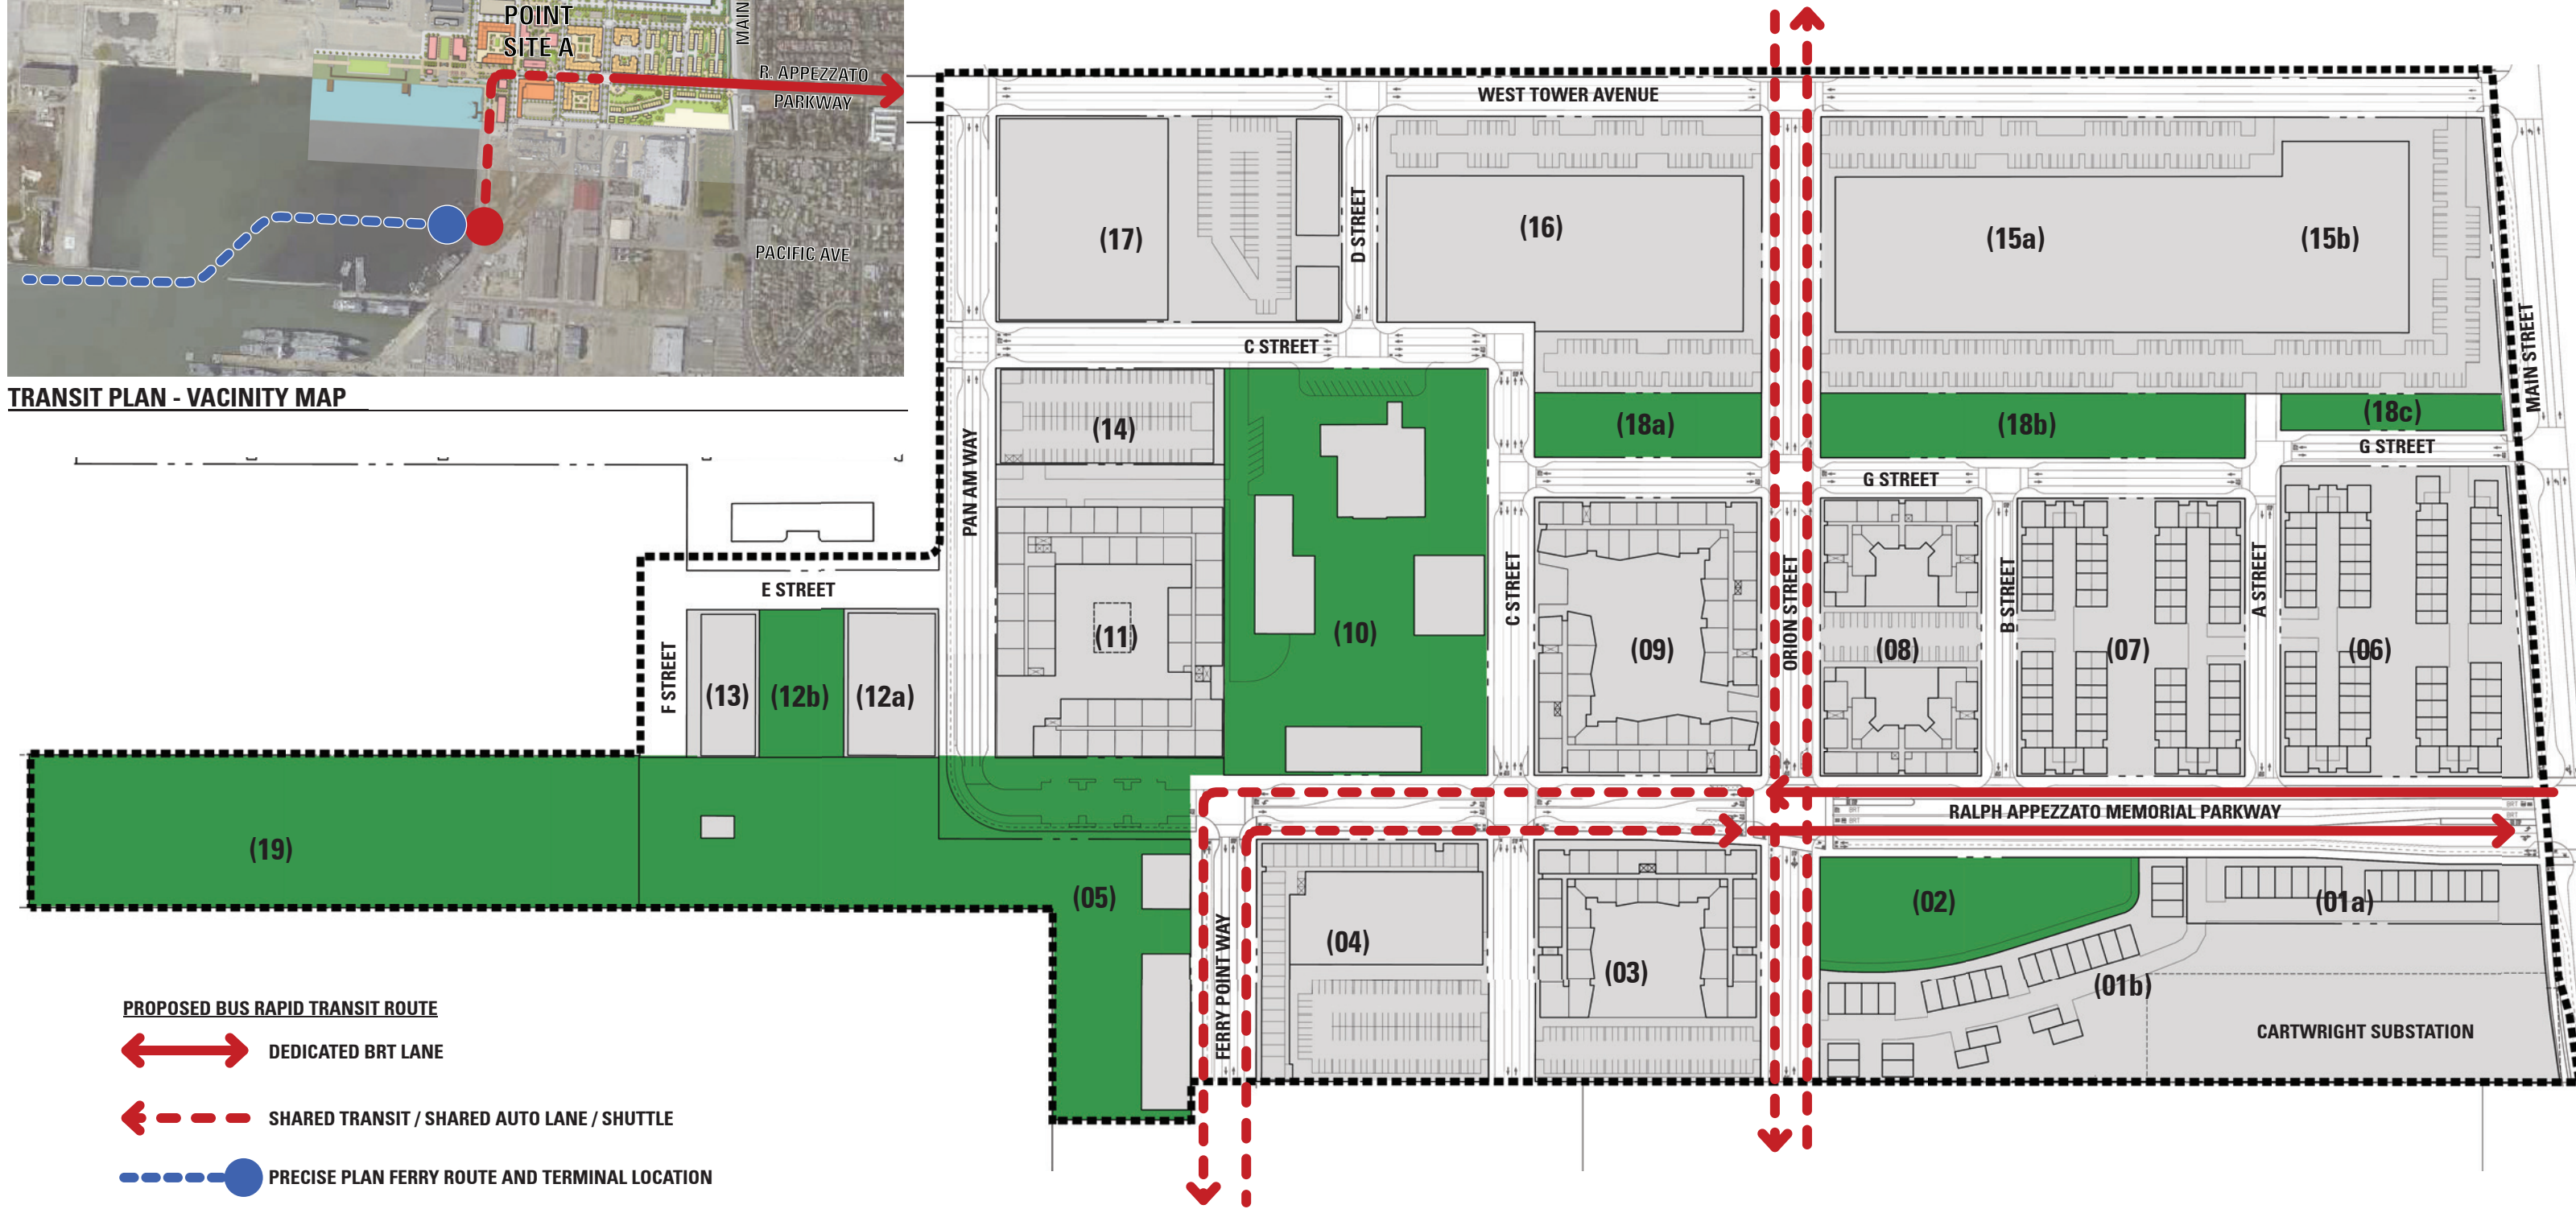 POINT
SITE A
MAIN
R. APPEZZATO
PARKWAY
PACIFIC AVE
TRANSIT PLAN - VACINITY MAP
WEST TOWER AVENUE
(17)
D STREET
(16)
(15a)
(15b)
MAIN STREET
C STREET
(14)
(18a)
(18b)
(18c)
G STREET
G STREET
PAN AM WAY
E STREET
F STREET
(13)
(12b)
(12a)
(11)
(10)
C STREET
(09)
ORION STREET
(08)
B STREET
(07)
A STREET
(06)
RALPH APPEZZATO MEMORIAL PARKWAY
BRT
BRT
BRT
BRT
(19)
(05)
FERRY POINT WAY
(04)
(03)
(02)
(01a)
(01b)
CARTWRIGHT SUBSTATION
PROPOSED BUS RAPID TRANSIT ROUTE
DEDICATED BRT LANE
SHARED TRANSIT / SHARED AUTO LANE / SHUTTLE
PRECISE PLAN FERRY ROUTE AND TERMINAL LOCATION